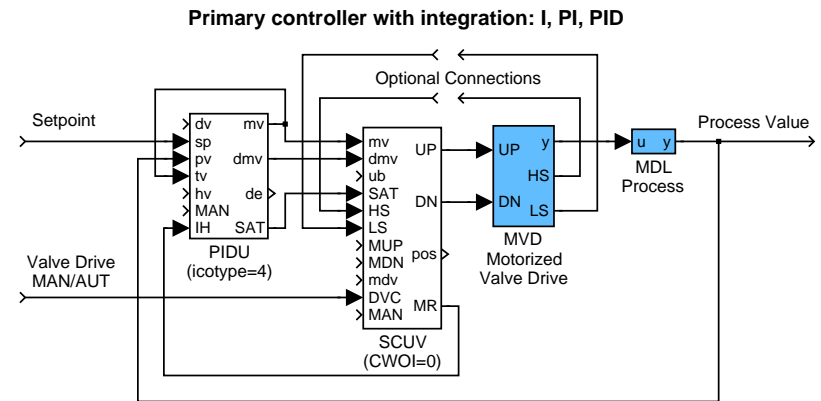 Primary controller with integration: I, PI, PID
Optional Connections
Setpoint
Process Value
dv mv
sp
pv dmv
tv
hv de
MAN
IH SAT
PIDU
(icotype=4)
Valve Drive
MAN/AUT
mv UP
dmv
ub
SAT
HS DN
LS
MUP
MDN pos
mdv
DVC MR
MAN
SCUV
(CWOI=0)
UP y
HS
DN LS
MVD
Motorized
Valve Drive
u y
MDL
Process